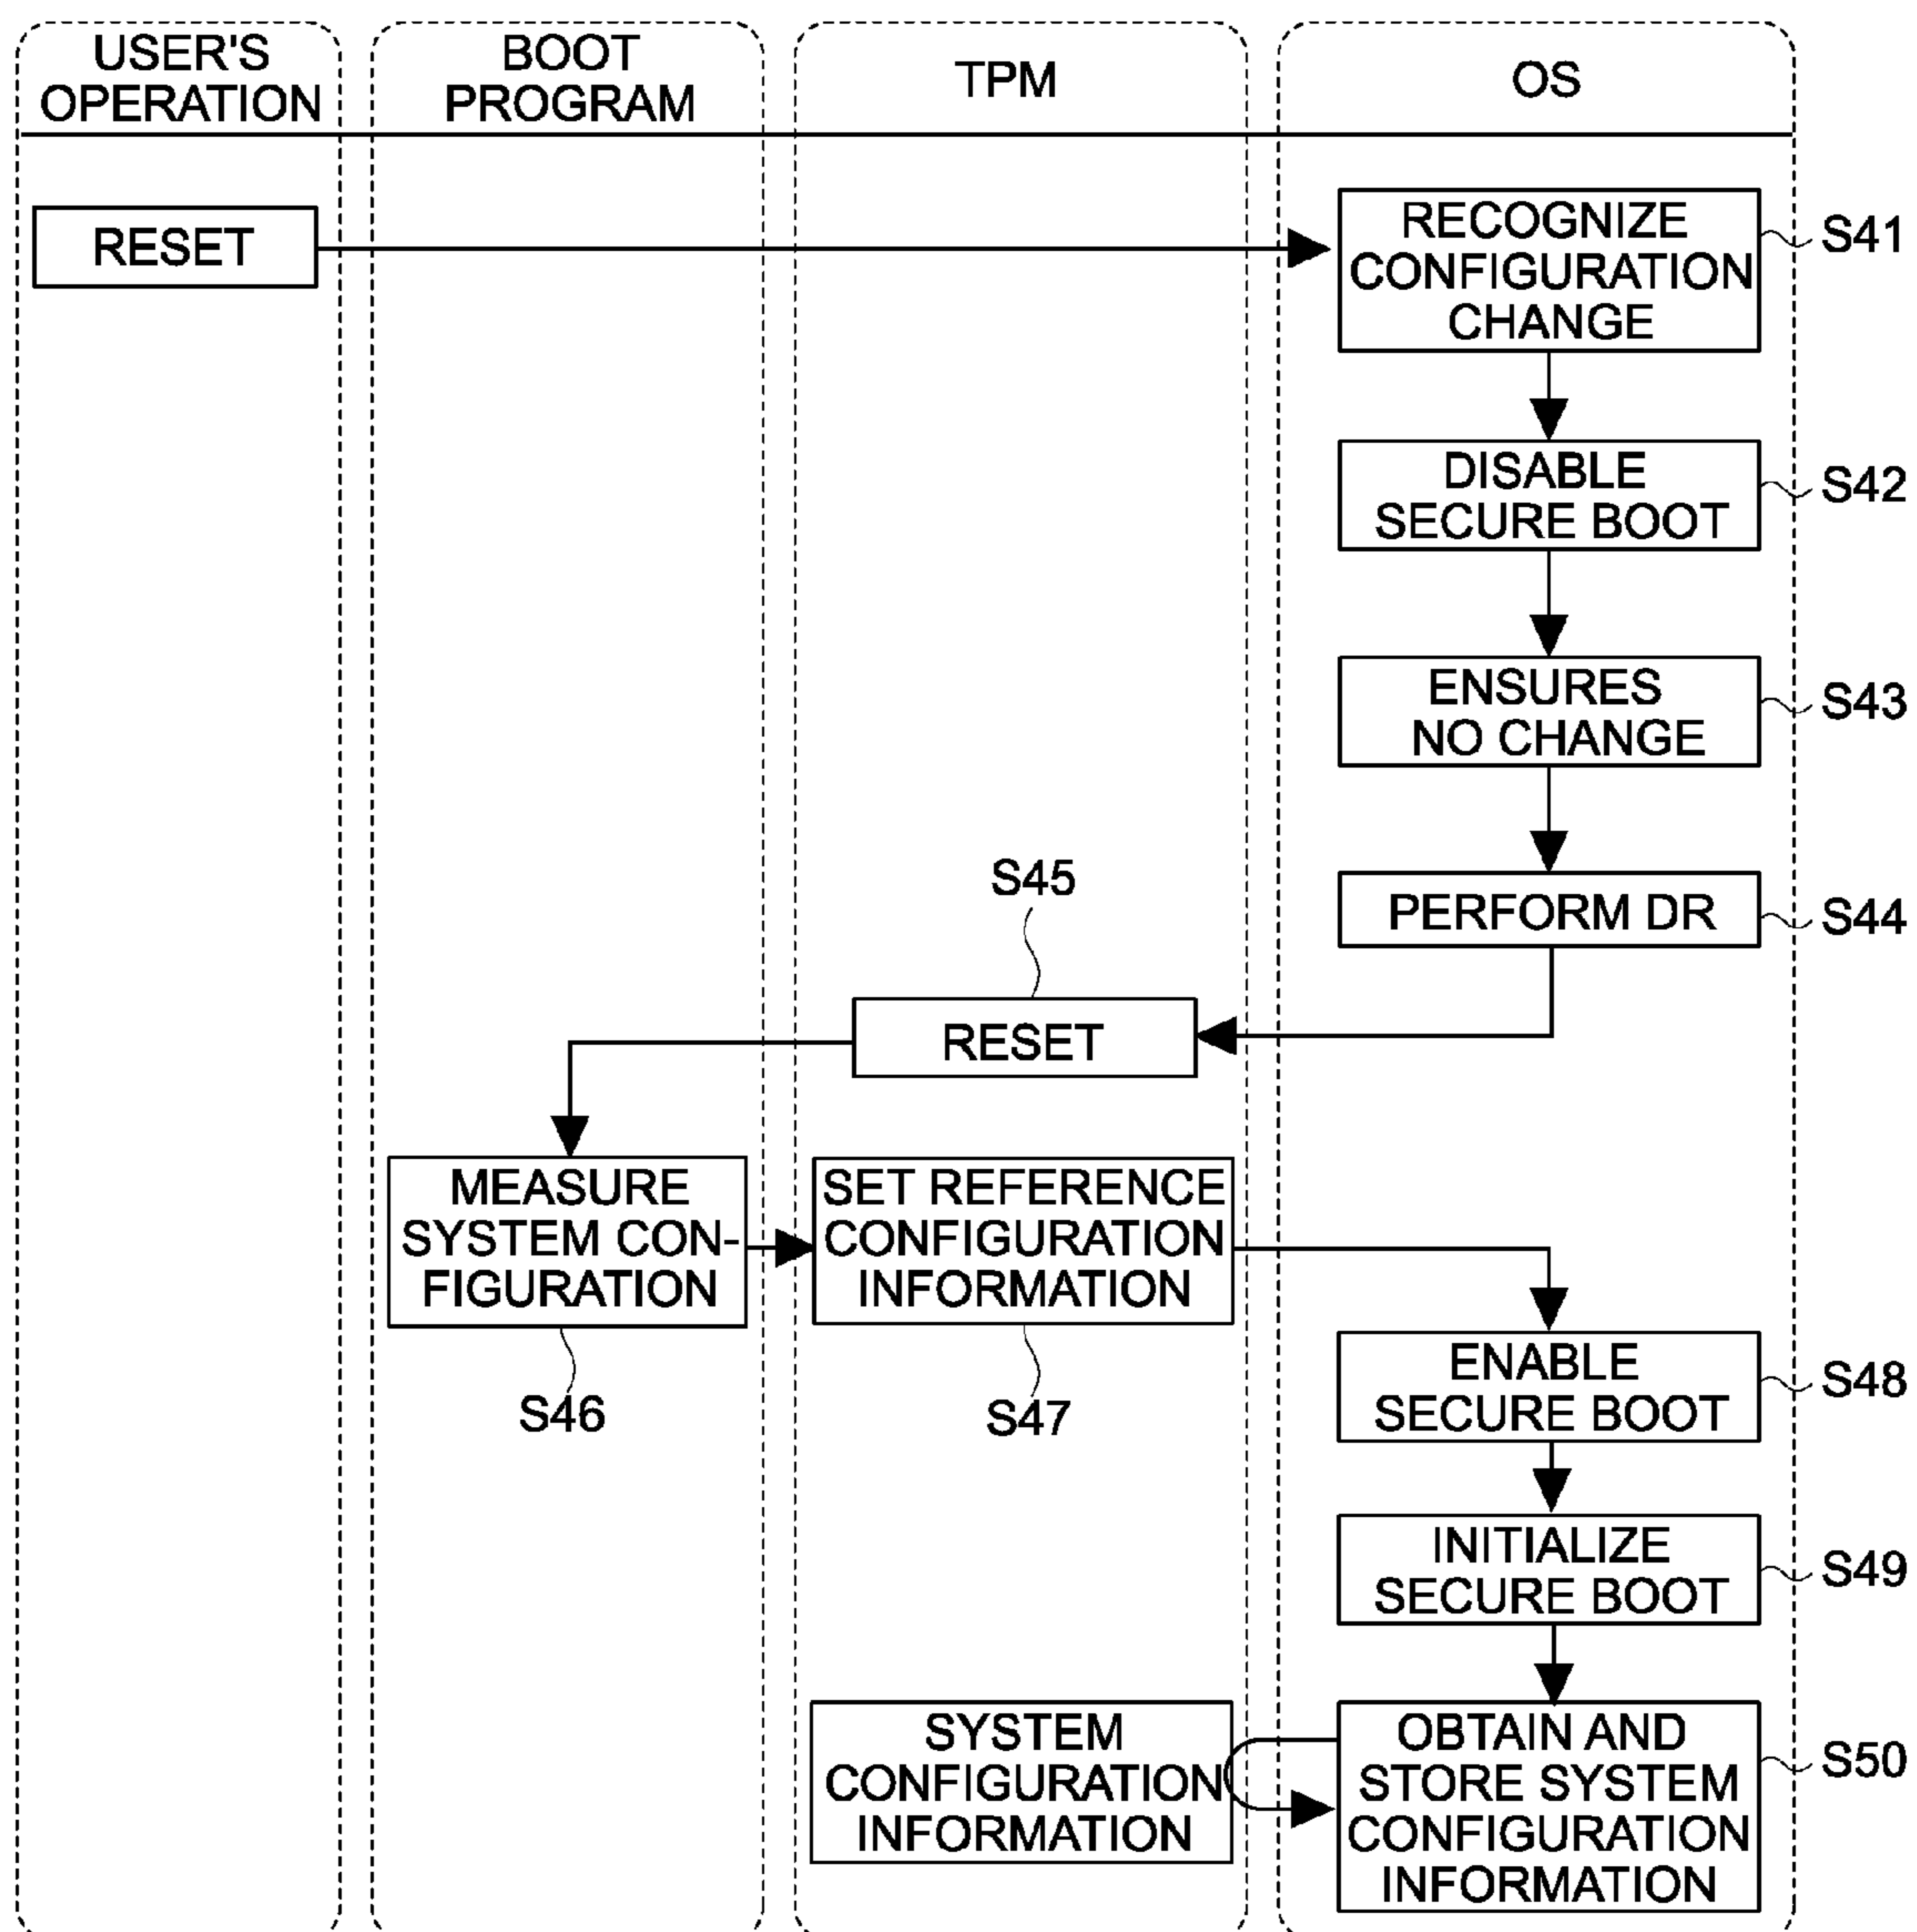 USER'S
OPERATION
BOOT
PROGRAM
TPM
OS
RESET
RECOGNIZE
CONFIGURATION
CHANGE
S41
DISABLE
SECURE BOOT
S42
ENSURES
NO CHANGE
S43
PERFORM DR
S44
S45
RESET
MEASURE
SYSTEM CON-
FIGURATION
S46
SET REFERENCE
CONFIGURATION
INFORMATION
S47
ENABLE
SECURE BOOT
S48
INITIALIZE
SECURE BOOT
S49
SYSTEM
CONFIGURATION
INFORMATION
OBTAIN AND
STORE SYSTEM
CONFIGURATION
INFORMATION
S50